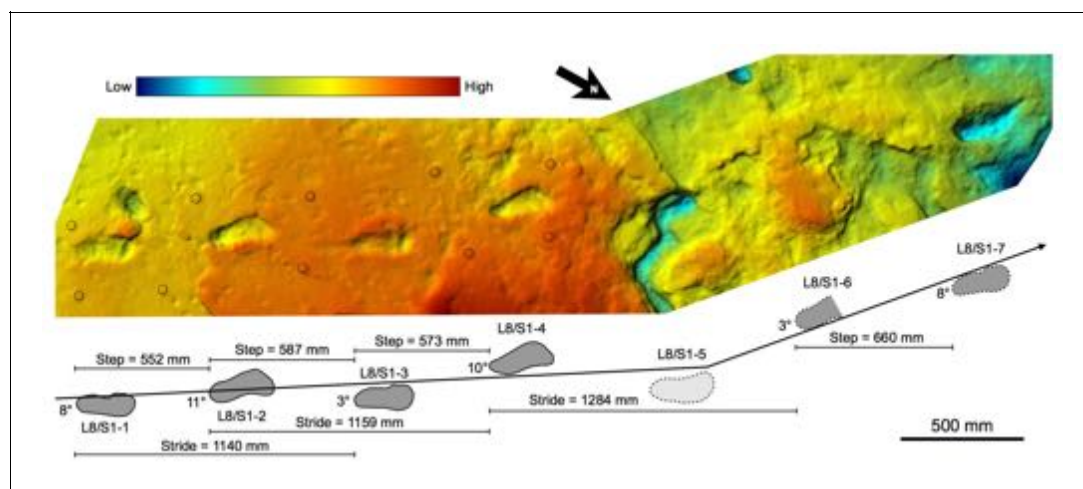 Low High
N
L8/S1-7
L8/S1-6
8°
Step = 573 mm L8/S1-4
Step = 587 mm
3°
Step = 552 mm
Step = 660 mm
L8/S1-5
L8/S1-3
10°
8° 11° L8/S1-2 3°
L8/S1-1
Stride = 1284 mm
500 mm
Stride = 1159 mm
Stride = 1140 mm